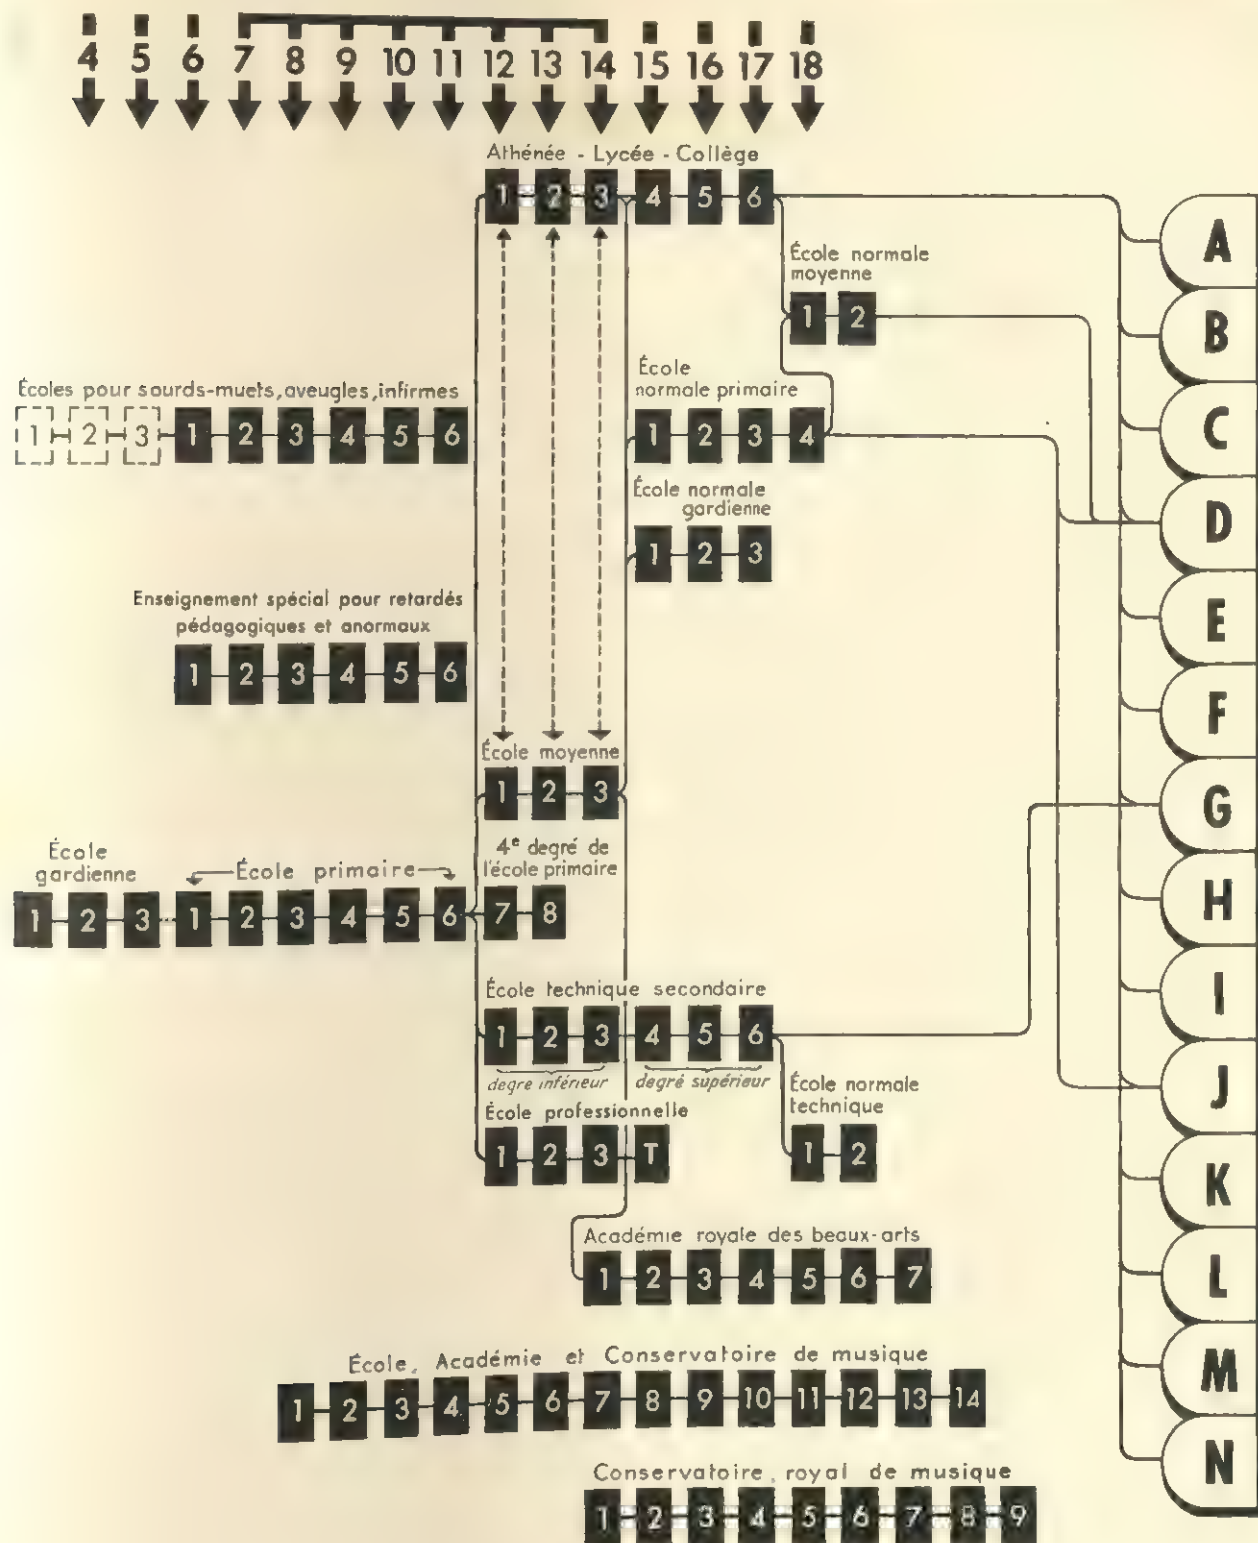 4 5 6 7 8 9 10 11 12 13 14 15 16 17 18
Athénée - Lycée - Collège
1 2 3 4 5 6
A
École normale
moyenne
1 2
B
École
normale primaire
1 2 3 4
Écoles pour sourds-muets, aveugles, infirmes
1 2 3 1 2 3 4 5 6
C
École normale
gardienne
1 2 3
D
Enseignement spécial pour retardés
pédagogiques et anormaux
1 2 3 4 5 6
E
F
École moyenne
1 2 3
G
École
gardienne
École primaire
4e degré de
l'école primaire
1 2 3 1 2 3 4 5 6 7 8
H
École technique secondaire
1 2 3 4 5 6
degre inférieur degré supérieur
I
École normale
technique
1 2
J
École professionnelle
1 2 3 T
K
Académie royale des beaux-arts
1 2 3 4 5 6 7
L
École, Académie et Conservatoire de musique
1 2 3 4 5 6 7 8 9 10 11 12 13 14
M
Conservatoire, royal de musique
1 2 3 4 5 6 7 8 9
N